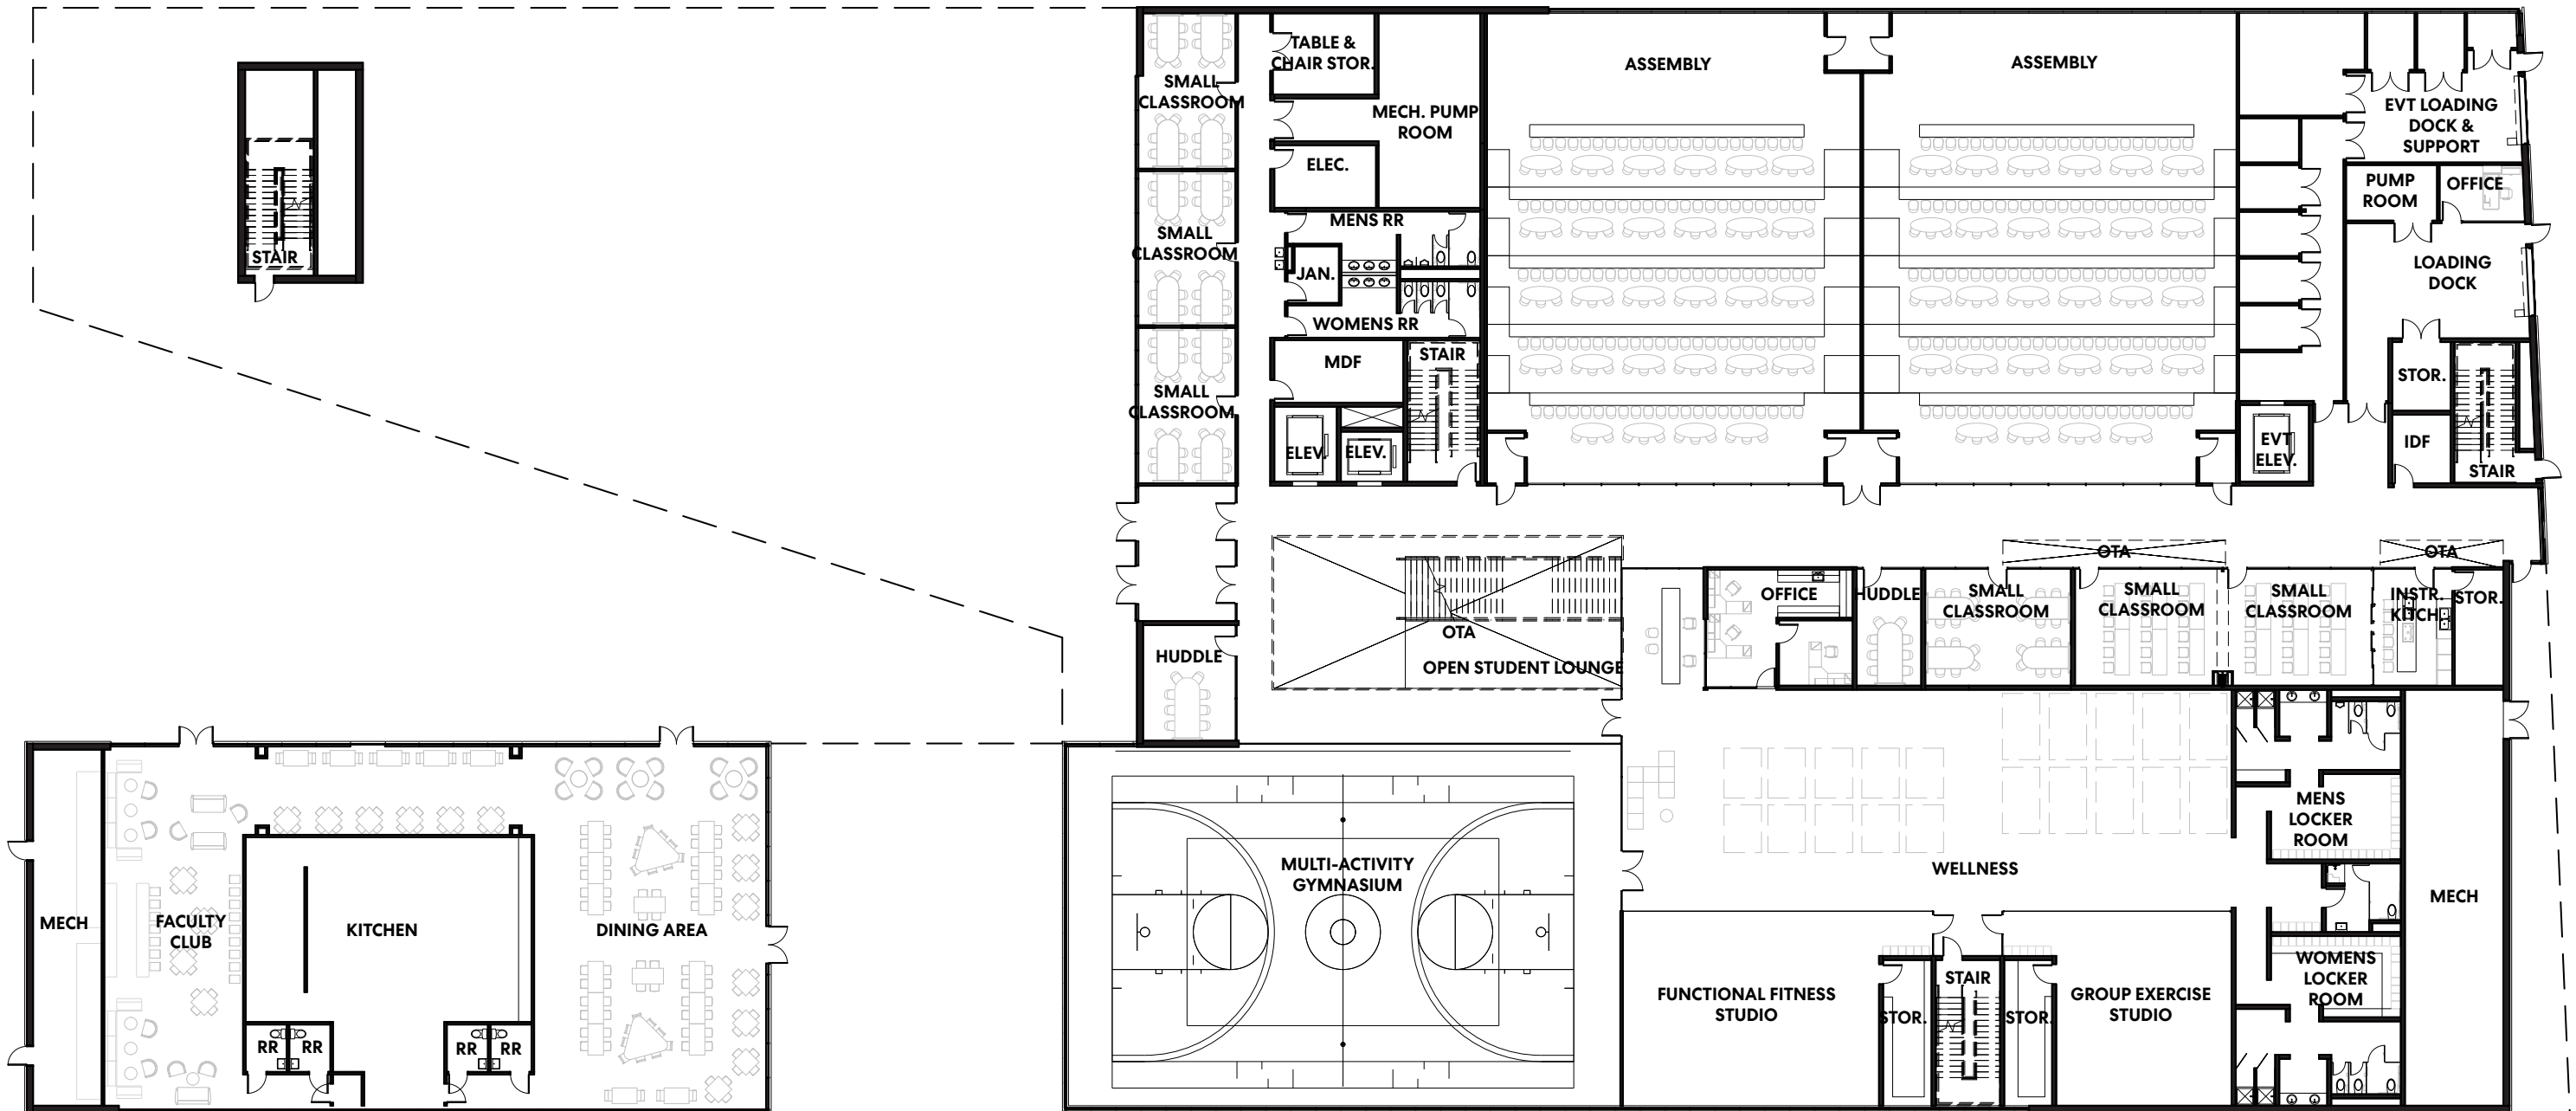 TABLE &
CHAIR STOR.
ASSEMBLY
ASSEMBLY
SMALL
CLASSROOM
MECH. PUMP
ROOM
EVT LOADING
DOCK &
SUPPORT
ELEC.
PUMP
ROOM
OFFICE
MENS RR
SMALL
CLASSROOM
STAIR
JAN.
LOADING
DOCK
WOMENS RR
MDF
STAIR
STOR.
SMALL
CLASSROOM
ELEV.
ELEV.
EVT
ELEV.
IDF
STAIR
OTA
OTA
OFFICE
HUDDLE
SMALL
CLASSROOM
SMALL
CLASSROOM
SMALL
CLASSROOM
INSTR.
KITCH.
STOR.
OTA
HUDDLE
OPEN STUDENT LOUNGE
MENS
LOCKER
ROOM
MULTI-ACTIVITY
GYMNASIUM
WELLNESS
MECH
MECH
FACULTY
CLUB
KITCHEN
DINING AREA
WOMENS
LOCKER
ROOM
STAIR
FUNCTIONAL FITNESS
STUDIO
GROUP EXERCISE
STUDIO
STOR.
STOR.
RR
RR
RR
RR